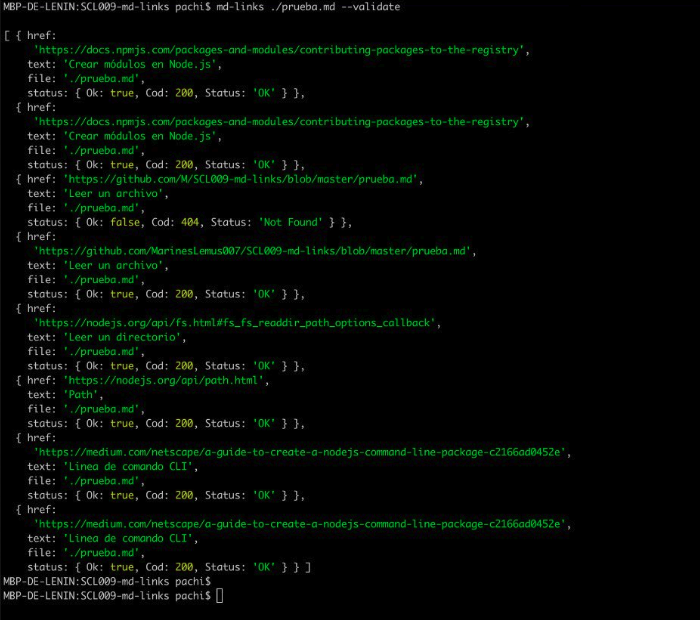 MBP-DE-LENIN:SCL009-md-links pachi$ md-links ./prueba.md --validate
[ { href:
'https://docs.npmjs.com/packages-and-modules/contributing-packages-to-the-registry',
text: 'Crear módulos en Node.js',
file: './prueba.md',
status: { Ok: true, Cod: 200, Status: 'OK' } },
{ href:
'https://docs.npmjs.com/packages-and-modules/contributing-packages-to-the-registry',
text: 'Crear módulos en Node.js',
file: './prueba.md',
status: { Ok: true, Cod: 200, Status: 'OK' } },
{ href: 'https://github.com/M/SCL009-md-links/blob/master/prueba.md',
text: 'Leer un archivo',
file: './prueba.md',
status: { Ok: false, Cod: 404, Status: 'Not Found' } },
{ href:
'https://github.com/MarinesLemus007/SCL009-md-links/blob/master/prueba.md',
text: 'Leer un archivo',
file: './prueba.md',
status: { Ok: true, Cod: 200, Status: 'OK' } },
{ href:
'https://nodejs.org/api/fs.html#fs_fs_readdir_path_options_callback',
text: 'Leer un directorio',
file: './prueba.md',
status: { Ok: true, Cod: 200, Status: 'OK' } },
{ href: 'https://nodejs.org/api/path.html',
text: 'Path',
file: './prueba.md',
status: { Ok: true, Cod: 200, Status: 'OK' } },
{ href:
'https://medium.com/netscape/a-guide-to-create-a-nodejs-command-line-package-c2166ad0452e',
text: 'Linea de comando CLI',
file: './prueba.md',
status: { Ok: true, Cod: 200, Status: 'OK' } },
{ href:
'https://medium.com/netscape/a-guide-to-create-a-nodejs-command-line-package-c2166ad0452e',
text: 'Linea de comando CLI',
file: './prueba.md',
status: { Ok: true, Cod: 200, Status: 'OK' } } ]
MBP-DE-LENIN:SCL009-md-links pachi$
MBP-DE-LENIN:SCL009-md-links pachi$